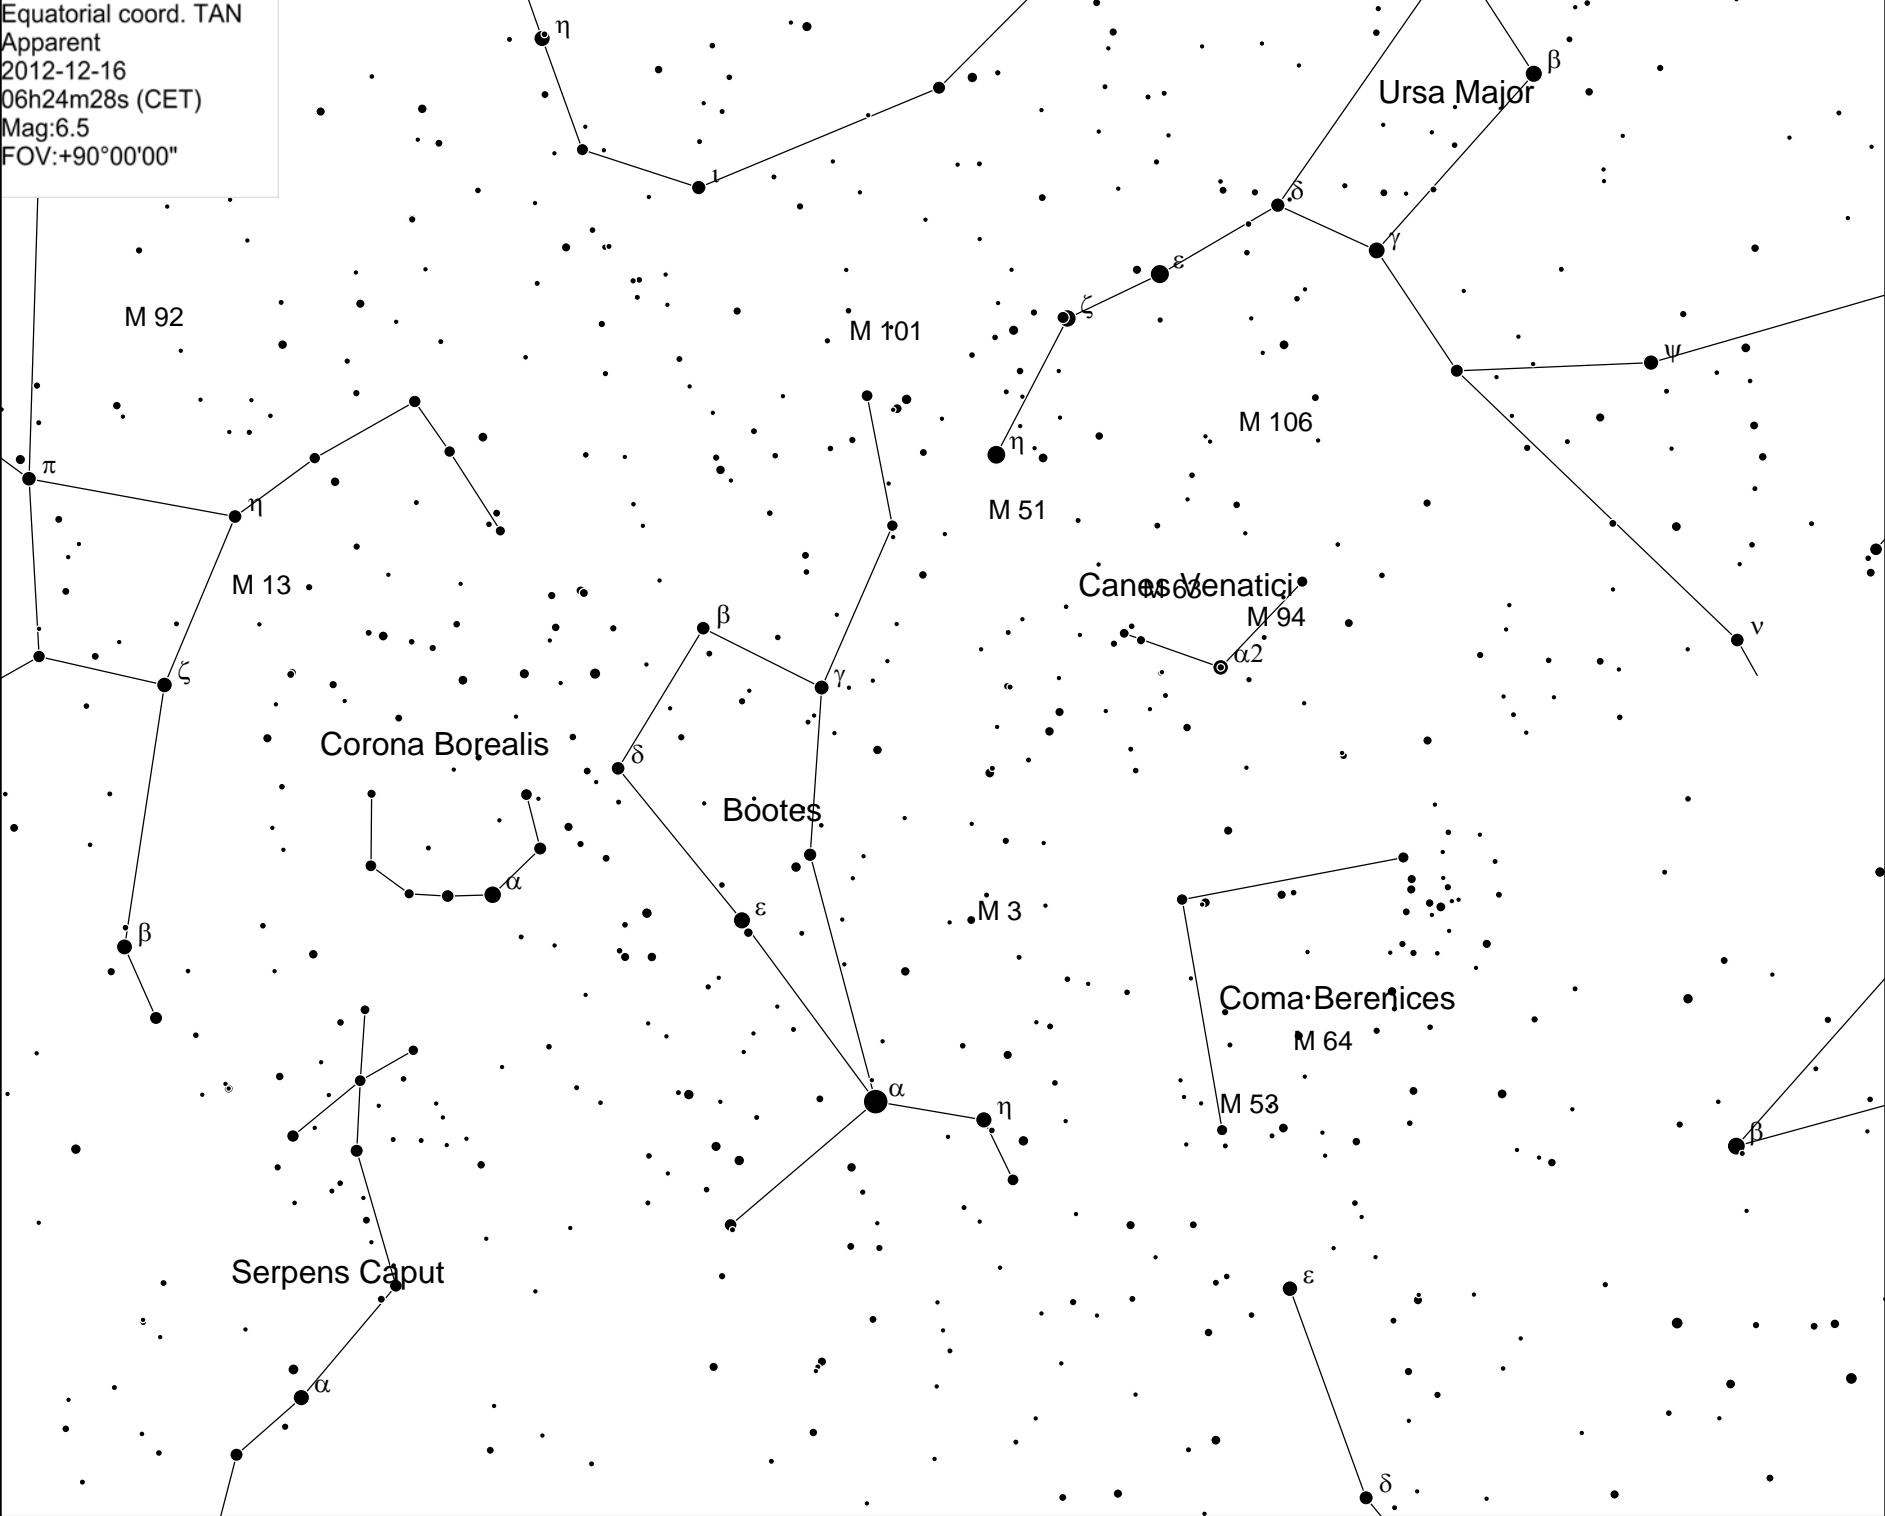 Equatorial coord. TAN
Apparent
2012-12-16
06h24m28s (CET)
Mag:6.5
FOV:+90°00'00"
η
β
Ursa Major
ι
δ
γ
ε
ζ
M 92
M 101
ψ
M 106
η
π
η
M 51
M 13
Canes Venatici
M 63
M 94
β
ν
α2
ζ
γ
Corona Borealis
δ
Bootes
α
ε
M 3
β
Coma Berenices
M 64
α
η
M 53
β
Serpens Caput
ε
α
δ